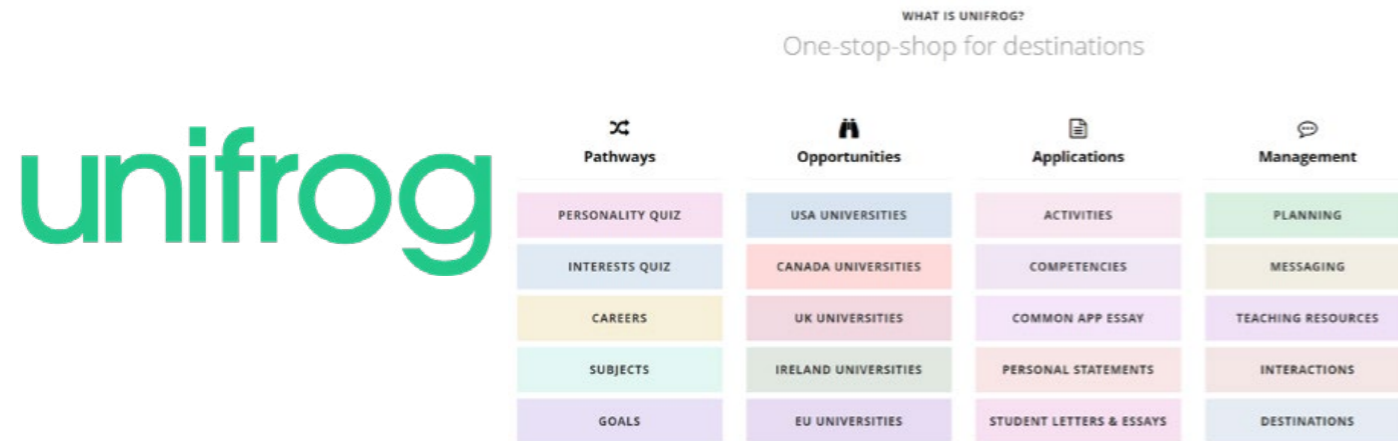 unifrog
WHAT IS UNIFROG?
One-stop-shop for destinations
Pathways
PERSONALITY QUIZ
INTERESTS QUIZ
CAREERS
SUBJECTS
GOALS
Opportunities
USA UNIVERSITIES
CANADA UNIVERSITIES
UK UNIVERSITIES
IRELAND UNIVERSITIES
EU UNIVERSITIES
Applications
ACTIVITIES
COMPETENCIES
COMMON APP ESSAY
PERSONAL STATEMENTS
STUDENT LETTERS & ESSAYS
Management
PLANNING
MESSAGING
TEACHING RESOURCES
INTERACTIONS
DESTINATIONS